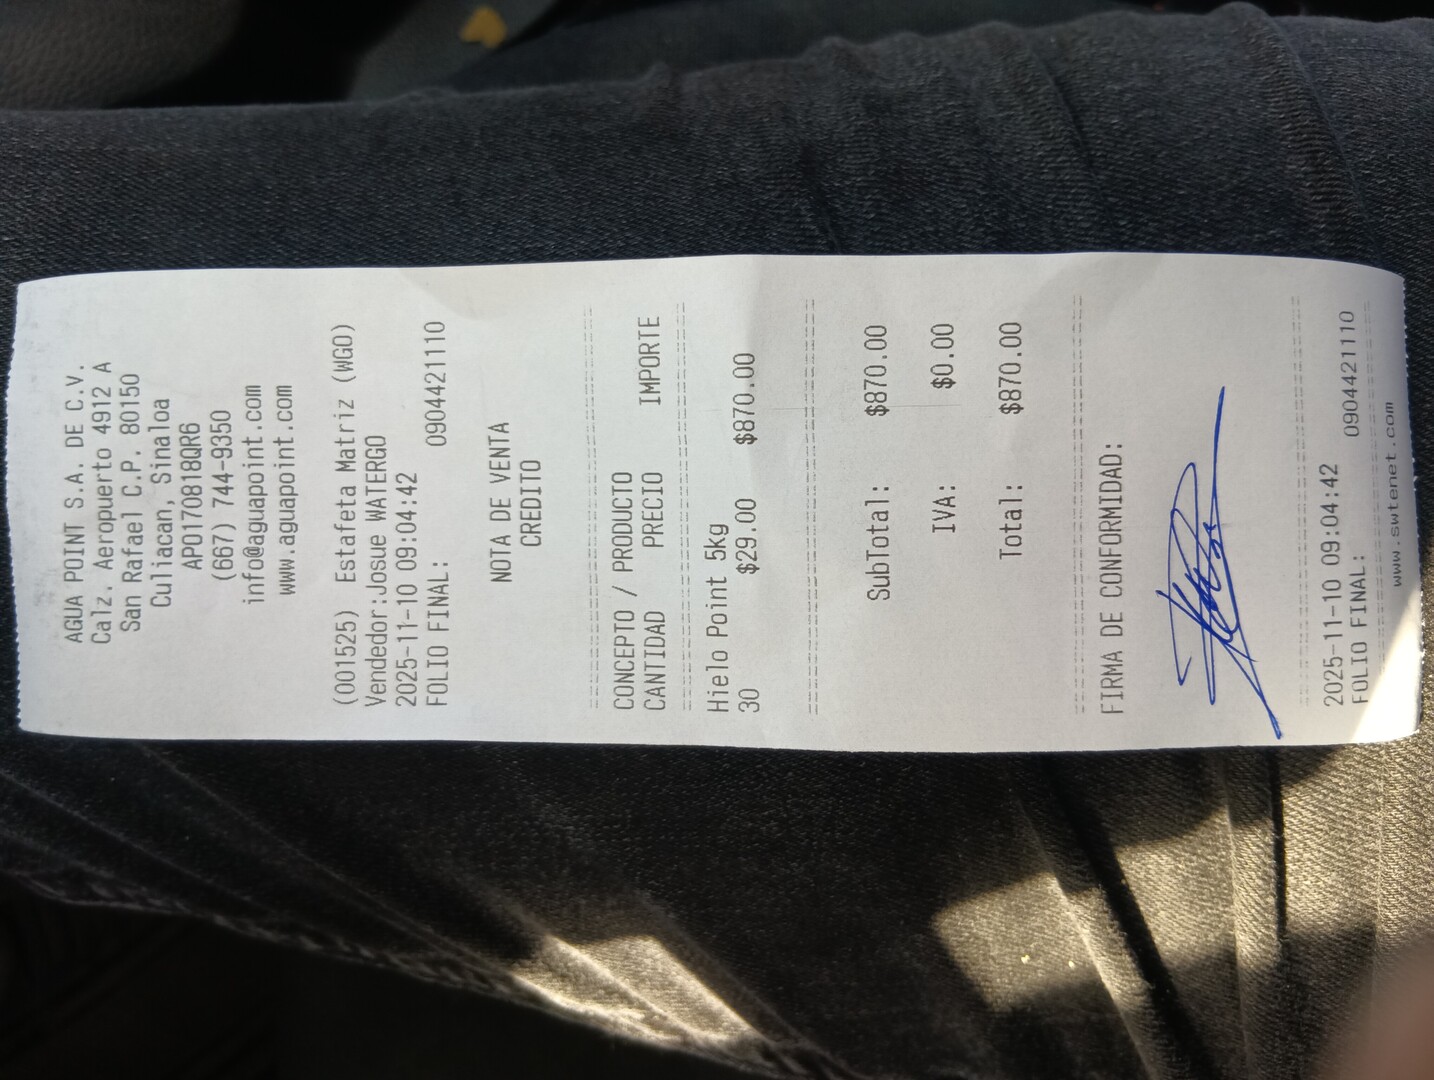 AGUA POINT S.A. DE C.V.
Calz. Aeropuerto 4912 A
San Rafael C.P. 80150
Culiacan, Sinaloa
APO170818QR6
(667) 744-9350
info@aguapoint.com
www.aguapoint.com
(001525) Estafeta Matriz (WGO)
Vendedor:Josue WATERGO
2025-11-10 09:04:42
FOLIO FINAL: 0904421110
NOTA DE VENTA
CREDITO
CONCEPTO / PRODUCTO
CANTIDAD PRECIO IMPORTE
Hielo Point 5kg
30 $29.00 $870.00
SubTotal: $870.00
IVA: $0.00
Total: $870.00
FIRMA DE CONFORMIDAD:
2025-11-10 09:04:42
FOLIO FINAL: 0904421110
www.swtenet.com